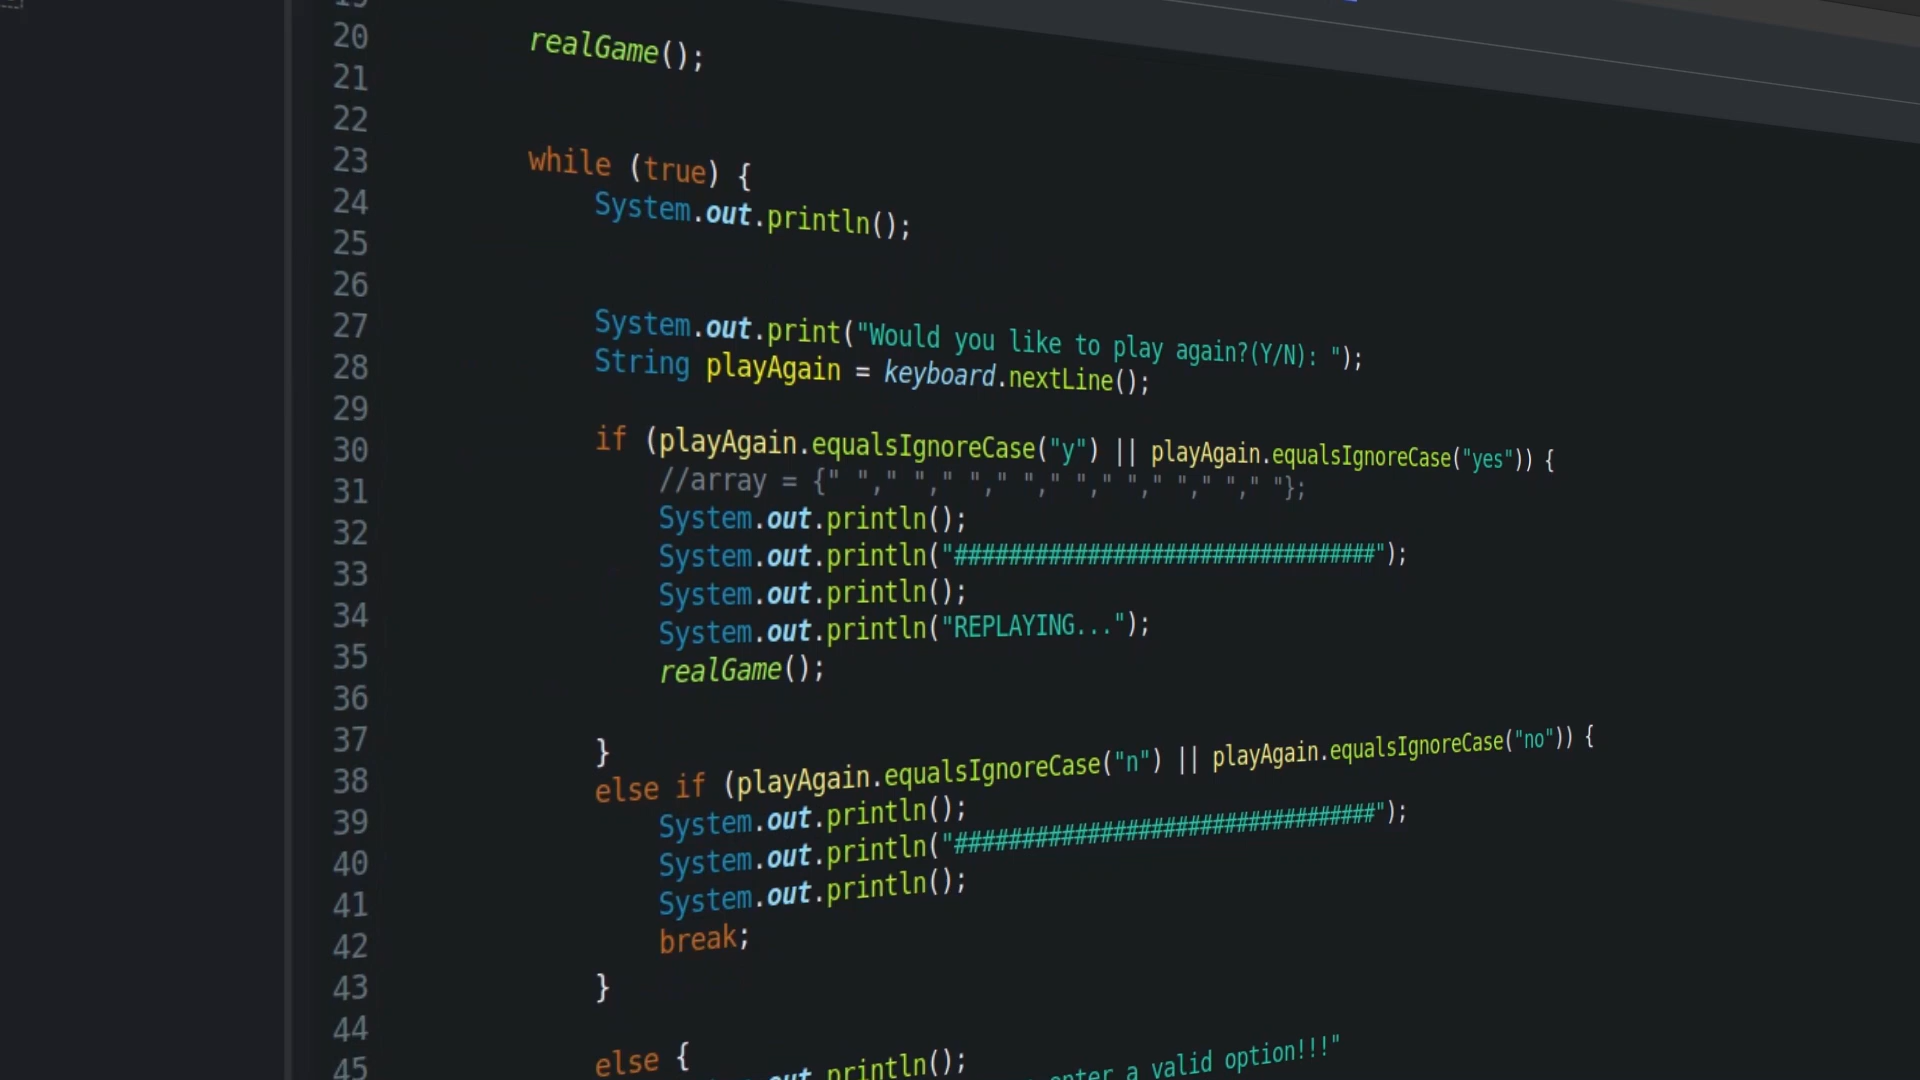 20
21
22
23
24
25
26
27
28
29
30
31
32
33
34
35
36
37
38
39
40
41
42
43
44
45
realGame();
while (true) {
System.out.println();
System.out.print("Would you like to play again?(Y/N): ");
String playAgain = keyboard.nextLine();
if (playAgain.equalsIgnoreCase("y") || playAgain.equalsIgnoreCase("yes")) {
//array = {" "," "," "," "," "," "," "," "," "};
System.out.println();
System.out.println("###############################");
System.out.println();
System.out.println("REPLAYING...");
realGame();
}
else if (playAgain.equalsIgnoreCase("n") || playAgain.equalsIgnoreCase("no")) {
System.out.println();
System.out.println("###############################");
System.out.println();
break;
}
else {
out.println();
enter a valid option!!!"